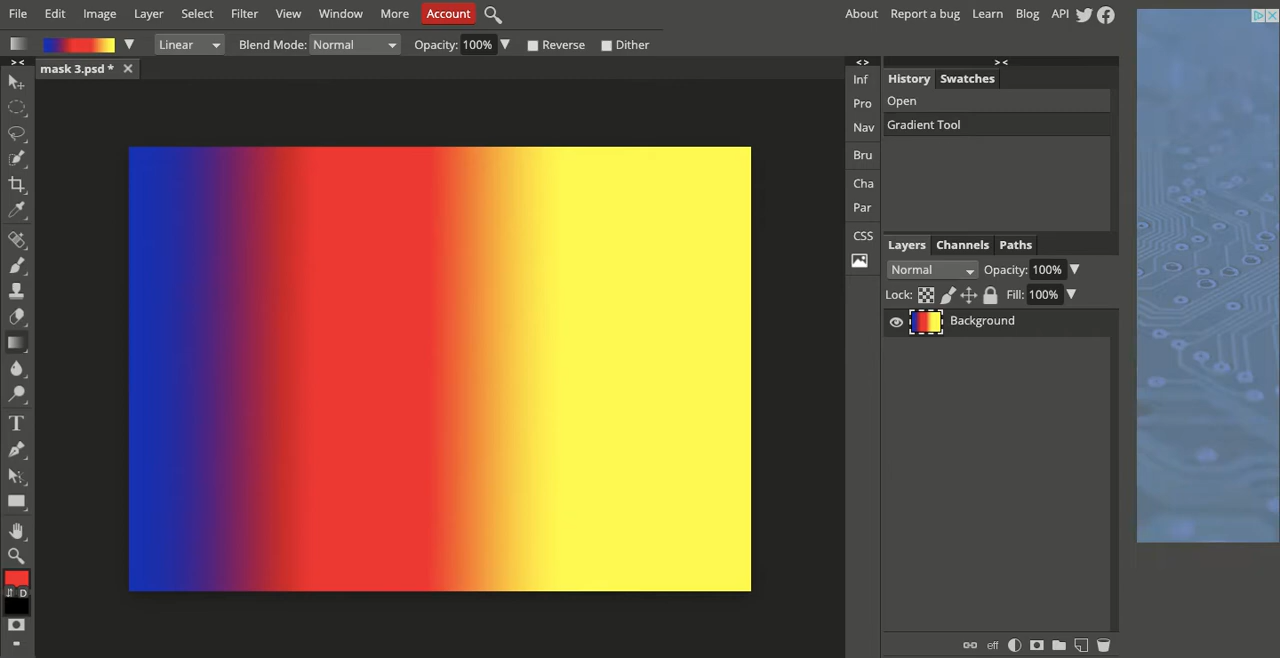 File Edit Image Layer Select Filter View Window More Account About Report a bug Learn Blog API
Linear Blend Mode: Normal Opacity: 100% Reverse Dither
mask 3.psd *
Inf
Pro
Nav
Bru
Cha
Par
CSS
History Swatches
Open
Gradient Tool
Layers Channels Paths
Normal Opacity: 100%
Lock: Fill: 100%
Background
T
D
eff